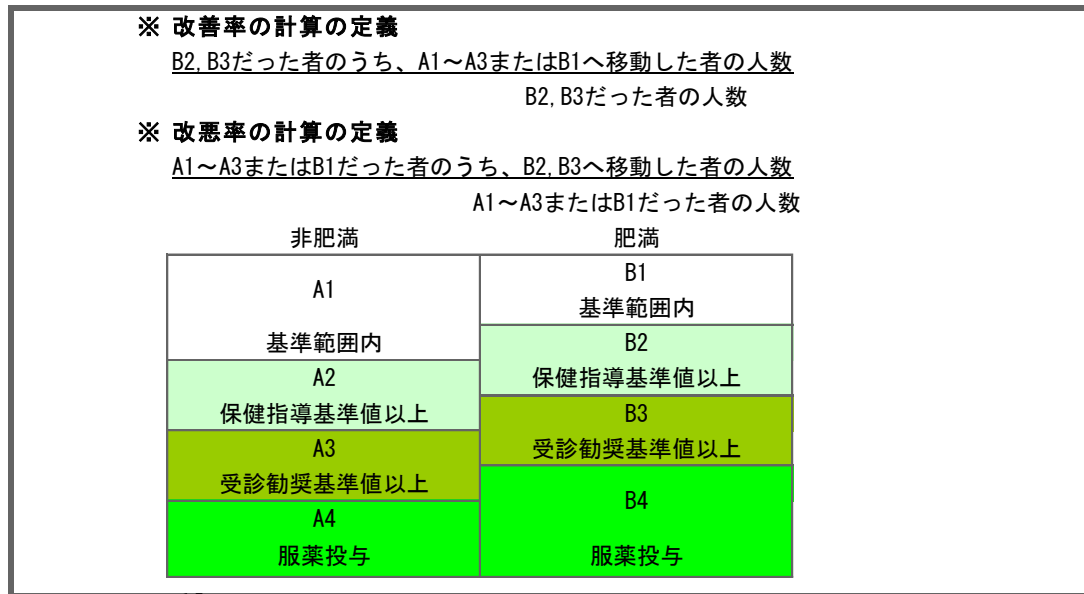 ※ 改善率の計算の定義
B2,B3だった者のうち、A1～A3またはB1へ移動した者の人数
B2,B3だった者の人数
※ 改悪率の計算の定義
A1～A3またはB1だった者のうち、B2,B3へ移動した者の人数
A1～A3またはB1だった者の人数
非肥満 肥満
A1
基準範囲内
A2
保健指導基準値以上
A3
受診勧奨基準値以上
A4
服薬投与
B1
基準範囲内
B2
保健指導基準値以上
B3
受診勧奨基準値以上
B4
服薬投与